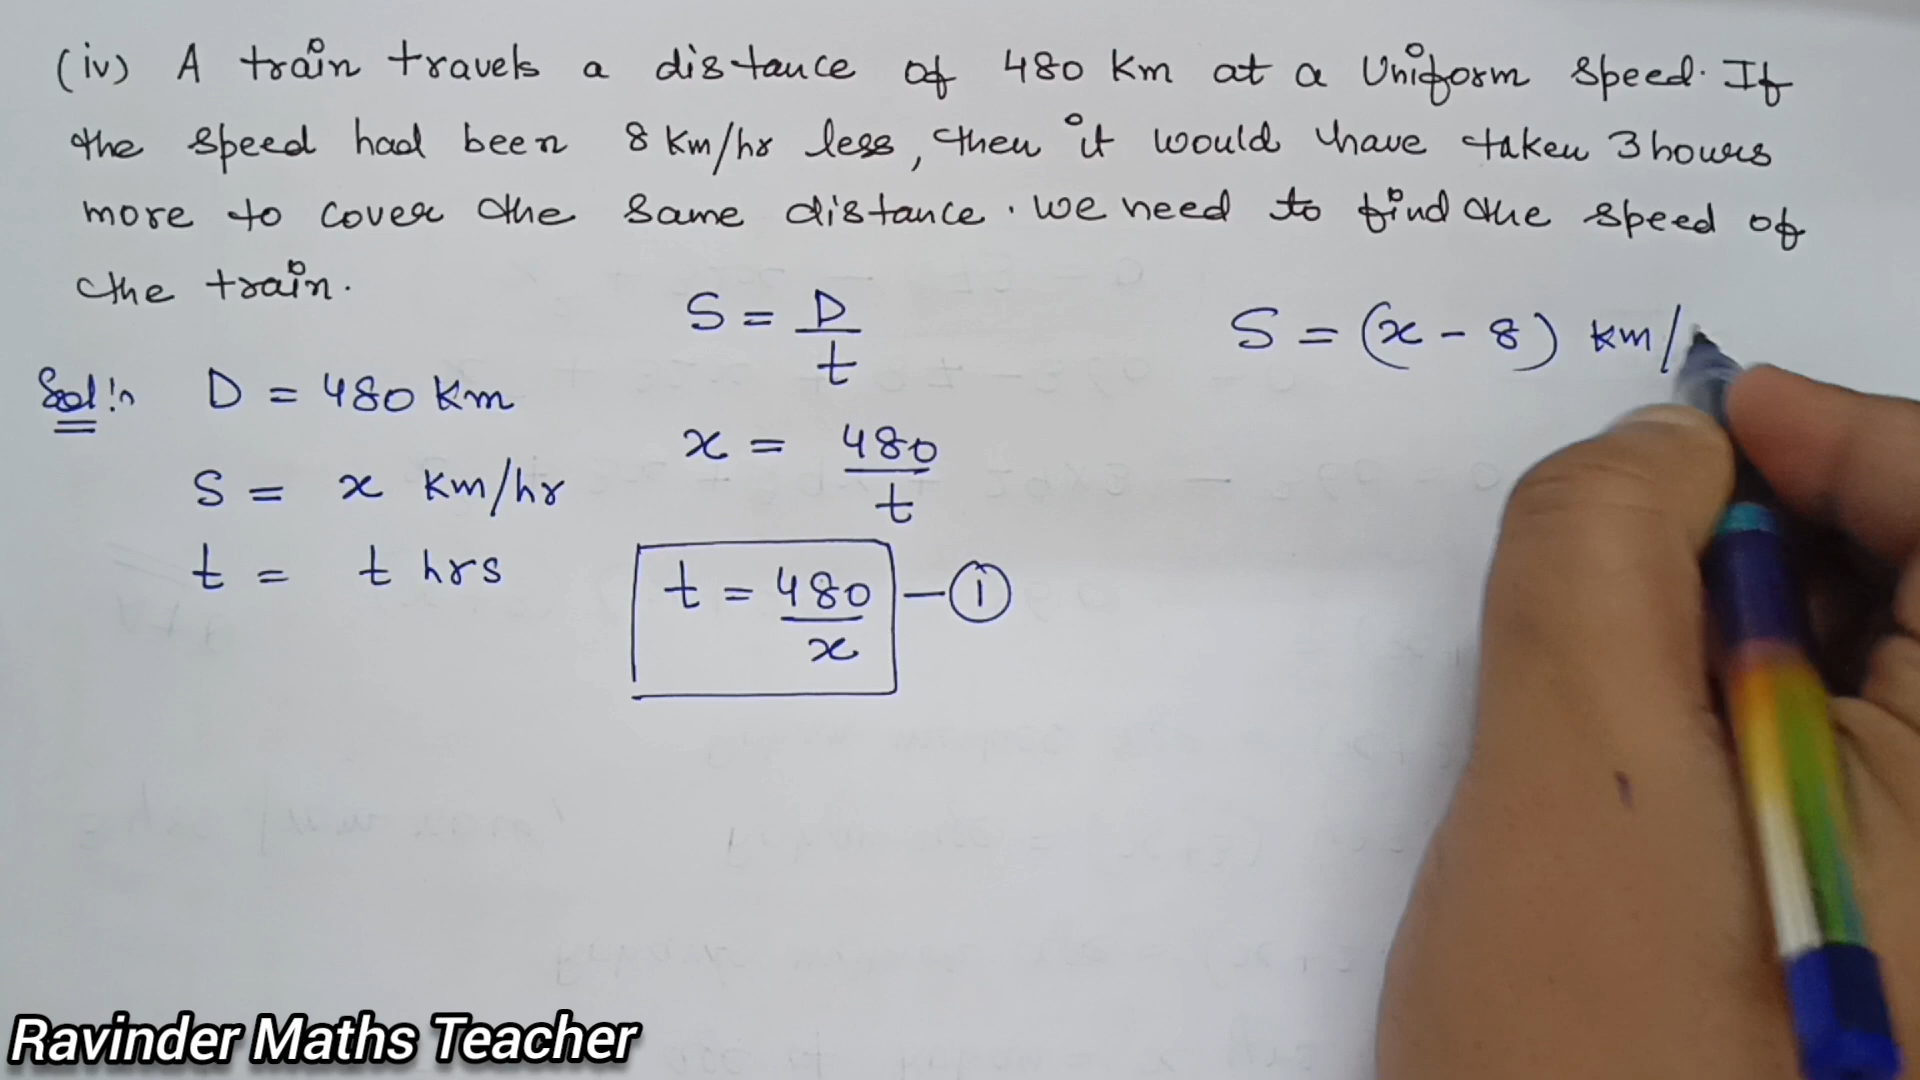 (iv) A train travels a distance of 480 Km at a Uniform speed. If
the speed had been 8 Km/hr less, then it would have taken 3 hours
more to cover the same distance. We need to find the speed of
the train.
Sol!n D = 480 Km
S = x Km/hr
t = t hrs
S = D/t
x = 480/t
t = 480/x — ①
S = (x - 8) km/
Ravinder Maths Teacher